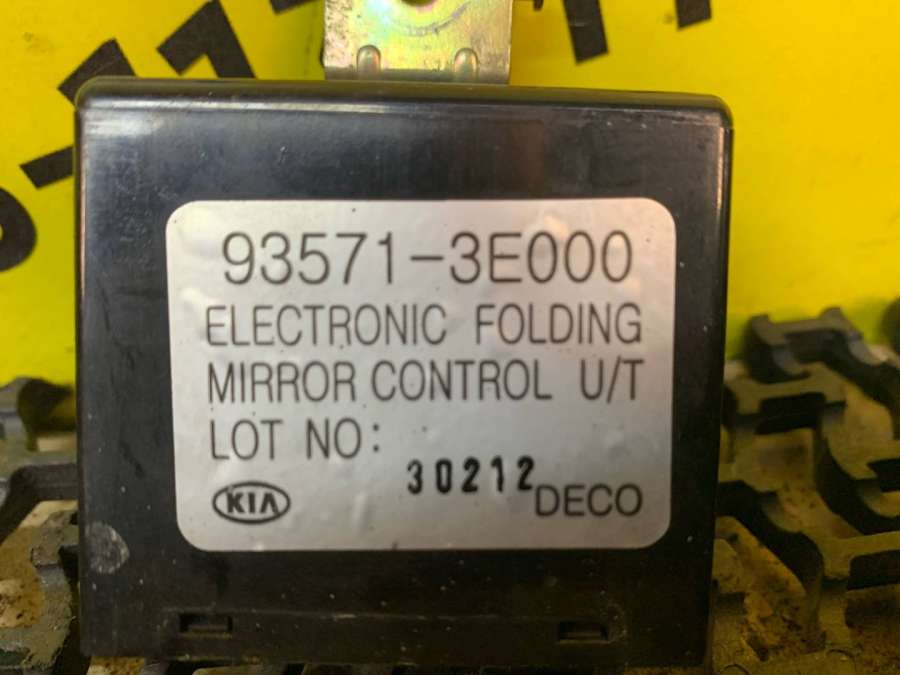 93571-3E000
ELECTRONIC FOLDING
MIRROR CONTROL U/T
LOT NO:
30212
KIA DECO